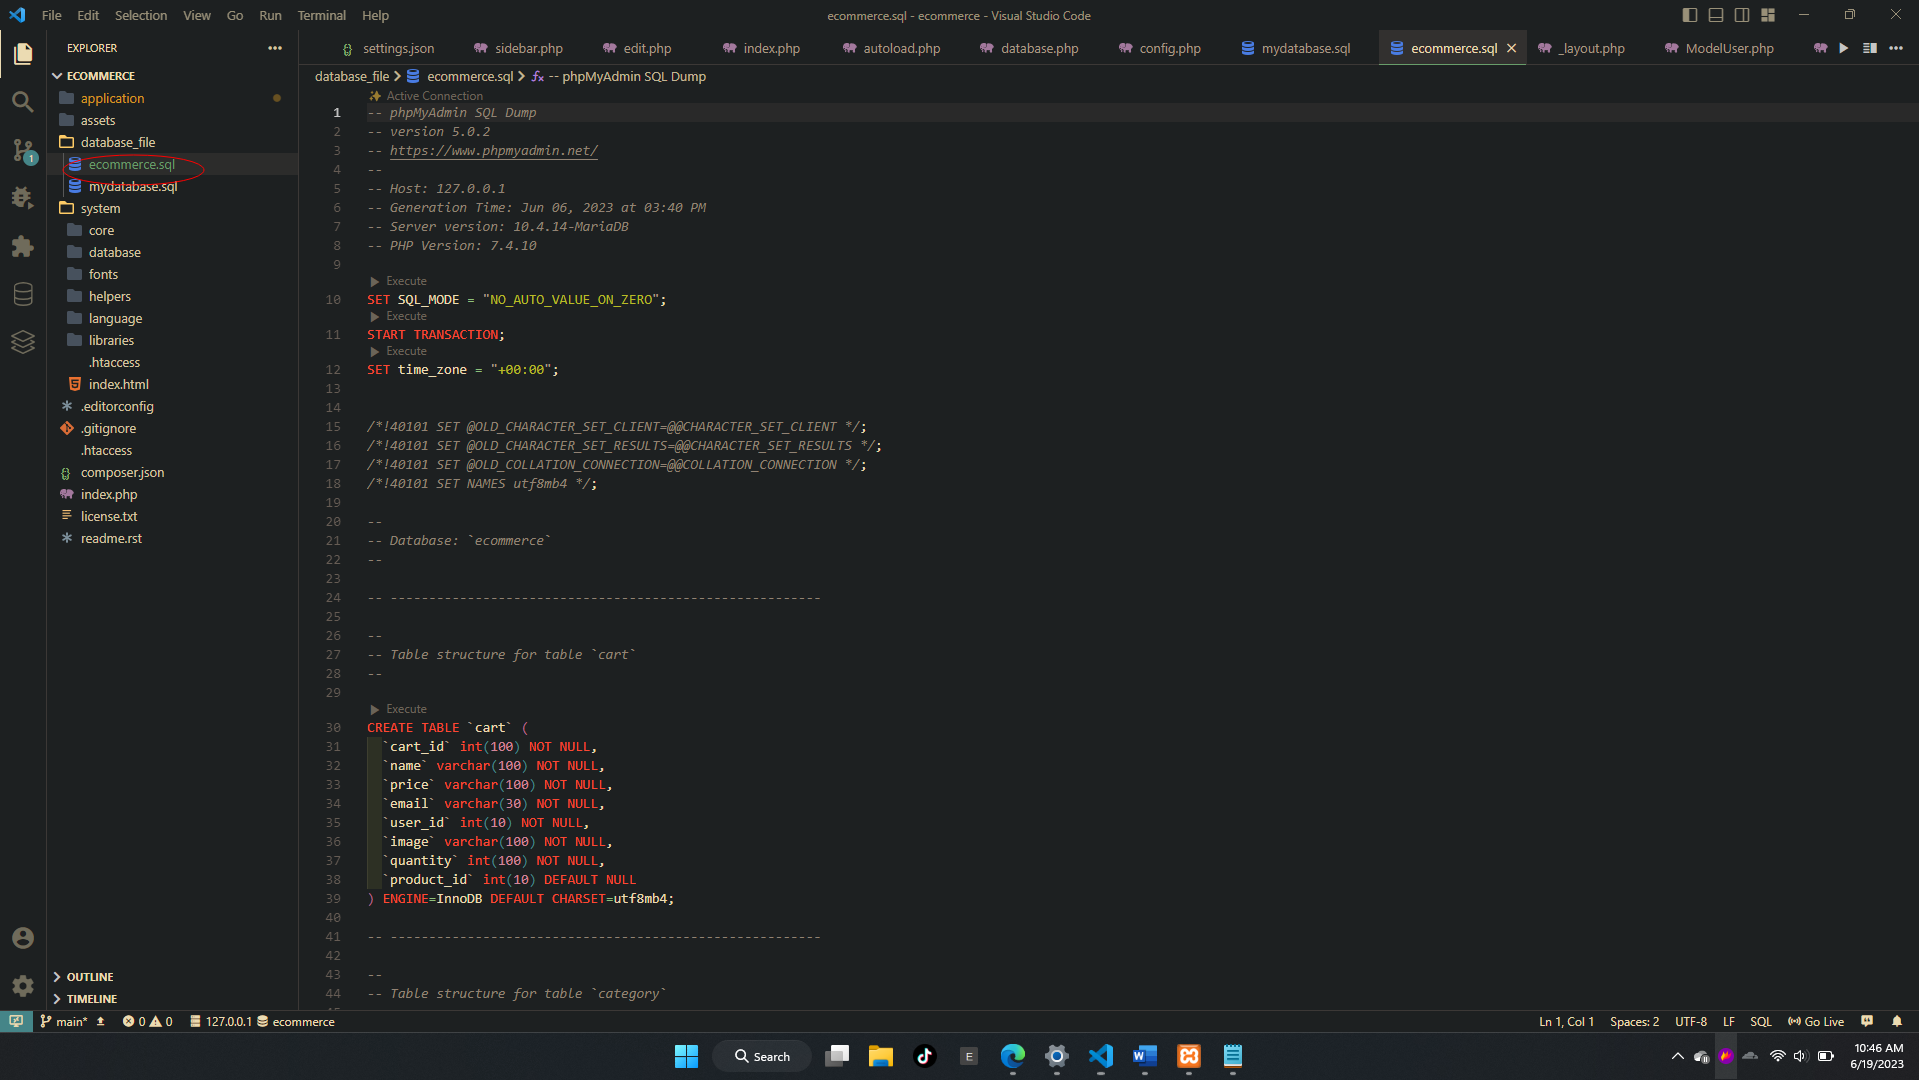 File Edit Selection View Go Run Terminal Help
ecommerce.sql - ecommerce - Visual Studio Code
EXPLORER
settings.json sidebar.php edit.php index.php autoload.php database.php config.php mydatabase.sql ecommerce.sql _layout.php ModelUser.php
ECOMMERCE
application
assets
database_file
ecommerce.sql
mydatabase.sql
system
core
database
fonts
helpers
language
libraries
.htaccess
index.html
.editorconfig
.gitignore
.htaccess
composer.json
index.php
license.txt
readme.rst
OUTLINE
TIMELINE
1
database_file > ecommerce.sql > -- phpMyAdmin SQL Dump
Active Connection
1 -- phpMyAdmin SQL Dump
2 -- version 5.0.2
3 -- https://www.phpmyadmin.net/
4 --
5 -- Host: 127.0.0.1
6 -- Generation Time: Jun 06, 2023 at 03:40 PM
7 -- Server version: 10.4.14-MariaDB
8 -- PHP Version: 7.4.10
9
Execute
10 SET SQL_MODE = "NO_AUTO_VALUE_ON_ZERO";
Execute
11 START TRANSACTION;
Execute
12 SET time_zone = "+00:00";
13
14
15 /*!40101 SET @OLD_CHARACTER_SET_CLIENT=@@CHARACTER_SET_CLIENT */;
16 /*!40101 SET @OLD_CHARACTER_SET_RESULTS=@@CHARACTER_SET_RESULTS */;
17 /*!40101 SET @OLD_COLLATION_CONNECTION=@@COLLATION_CONNECTION */;
18 /*!40101 SET NAMES utf8mb4 */;
19
20 --
21 -- Database: `ecommerce`
22 --
23
24 -- --------------------------------------------------------
25
26 --
27 -- Table structure for table `cart`
28 --
29
Execute
30 CREATE TABLE `cart` (
31 `cart_id` int(100) NOT NULL,
32 `name` varchar(100) NOT NULL,
33 `price` varchar(100) NOT NULL,
34 `email` varchar(30) NOT NULL,
35 `user_id` int(10) NOT NULL,
36 `image` varchar(100) NOT NULL,
37 `quantity` int(100) NOT NULL,
38 `product_id` int(10) DEFAULT NULL
39 ) ENGINE=InnoDB DEFAULT CHARSET=utf8mb4;
40
41 -- --------------------------------------------------------
42
43 --
44 -- Table structure for table `category`
main* 0 0 127.0.0.1 ecommerce
Ln 1, Col 1 Spaces: 2 UTF-8 LF SQL Go Live
Search
E
10:46 AM
6/19/2023